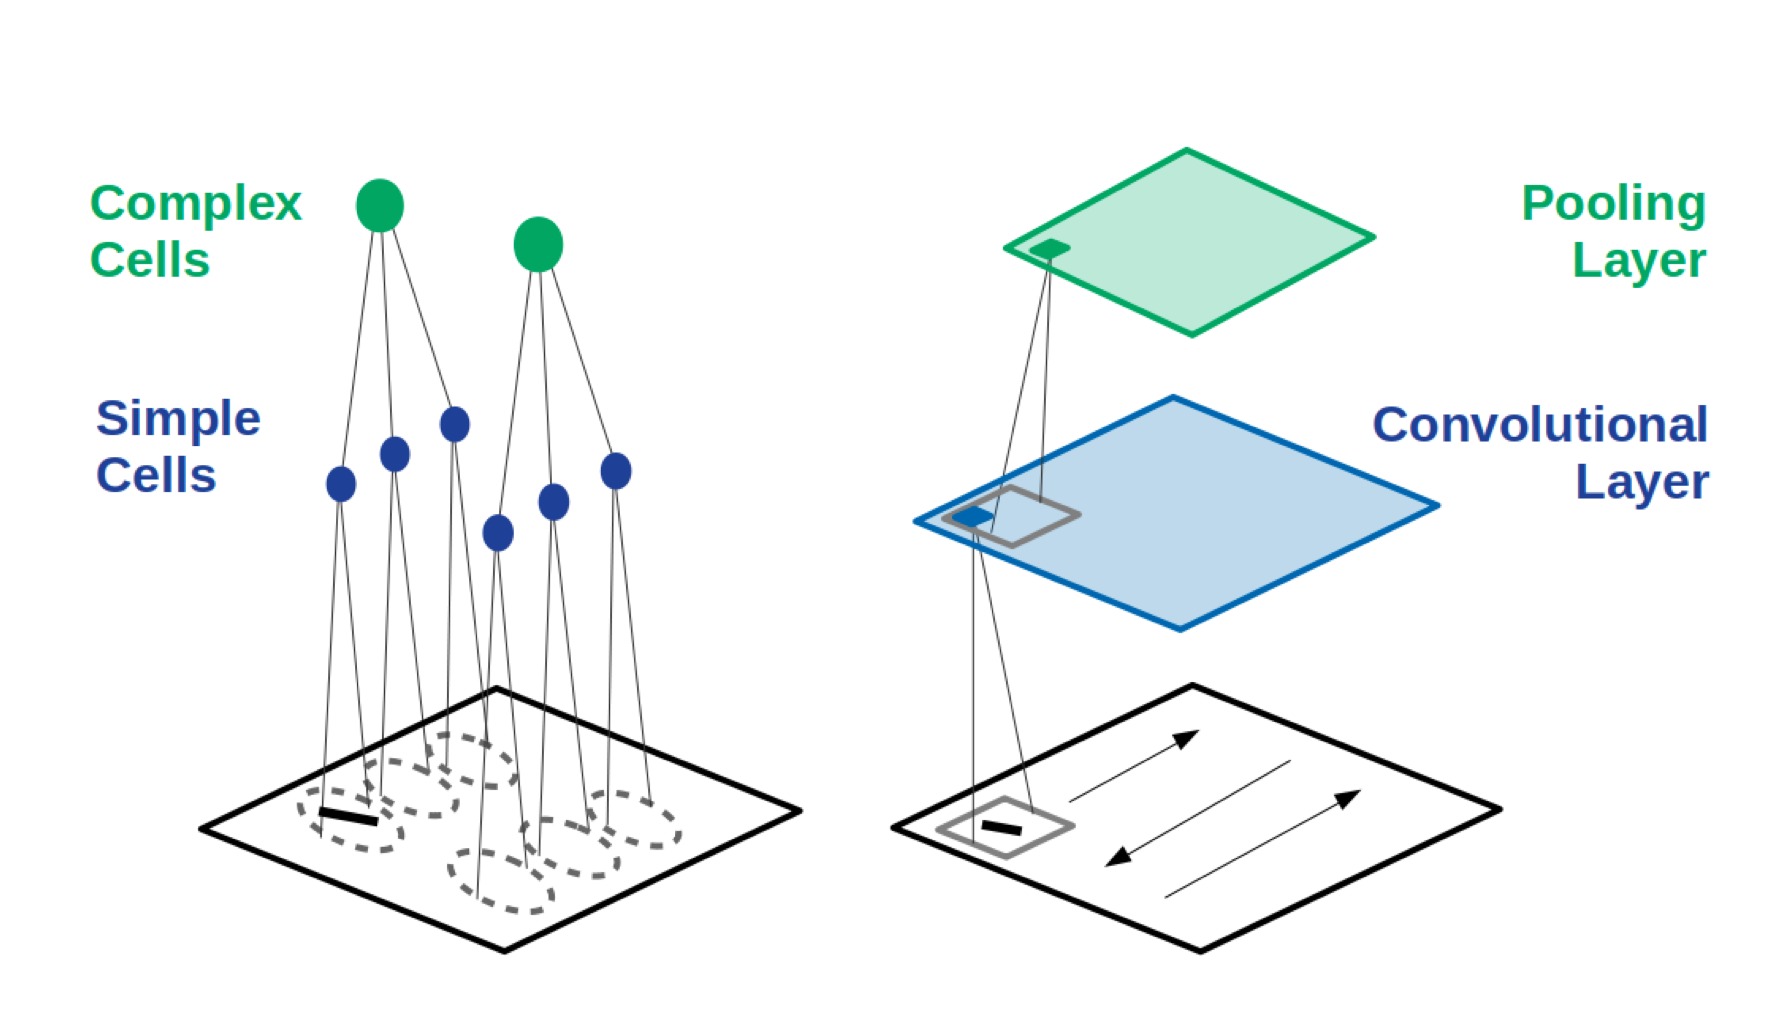 Complex
Cells
Simple
Cells
Pooling
Layer
Convolutional
Layer